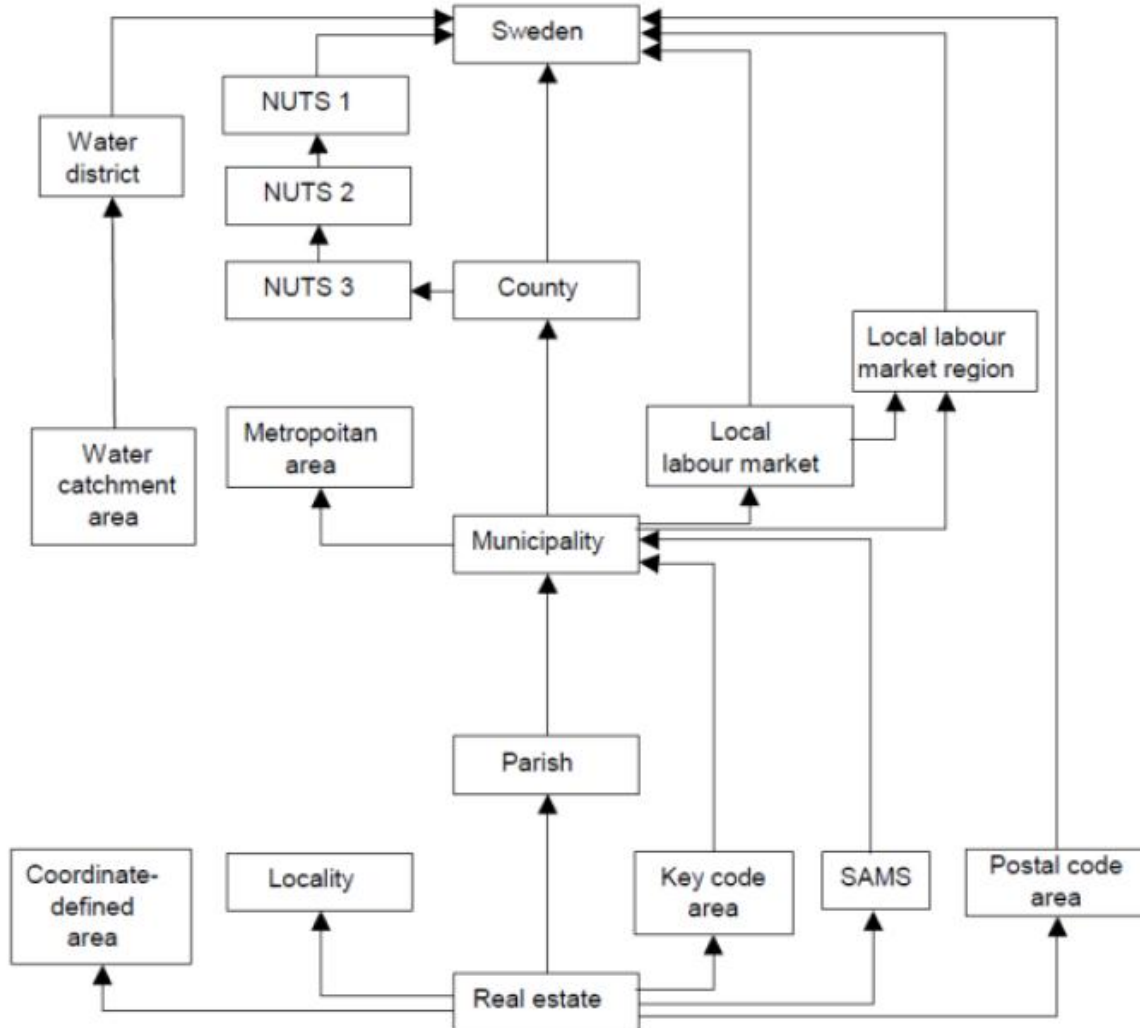 Sweden
NUTS 1
Water
district
NUTS 2
NUTS 3
County
Local labour
market region
Metropoitan
area
Local
labour market
Water
catchment
area
Municipality
Parish
Coordinate-
defined
area
Locality
Key code
area
SAMS
Postal code
area
Real estate